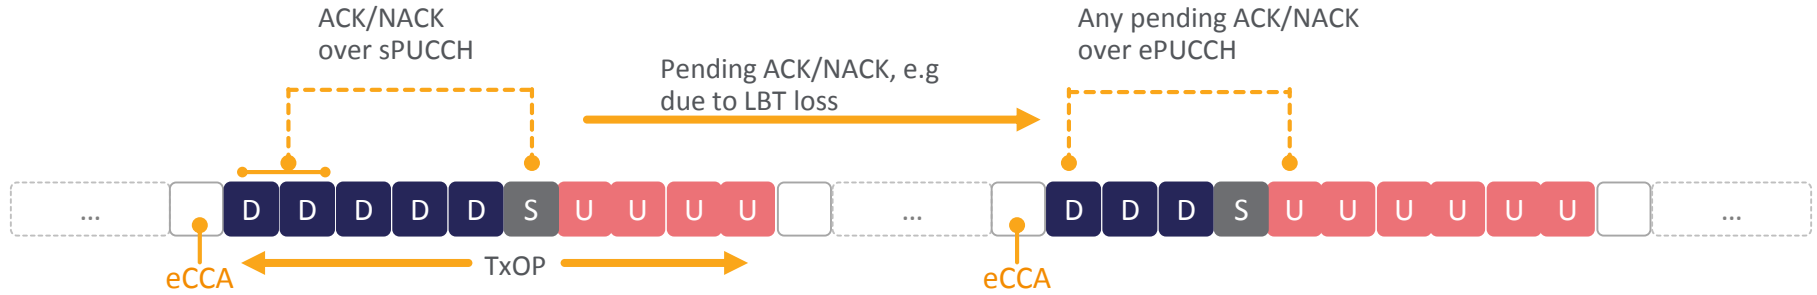 ACK/NACK
over sPUCCH
Pending ACK/NACK, e.g
due to LBT loss
Any pending ACK/NACK
over ePUCCH
... D D D D D S U U U U ... D D D S U U U U U U ...
eCCA
TxOP
eCCA